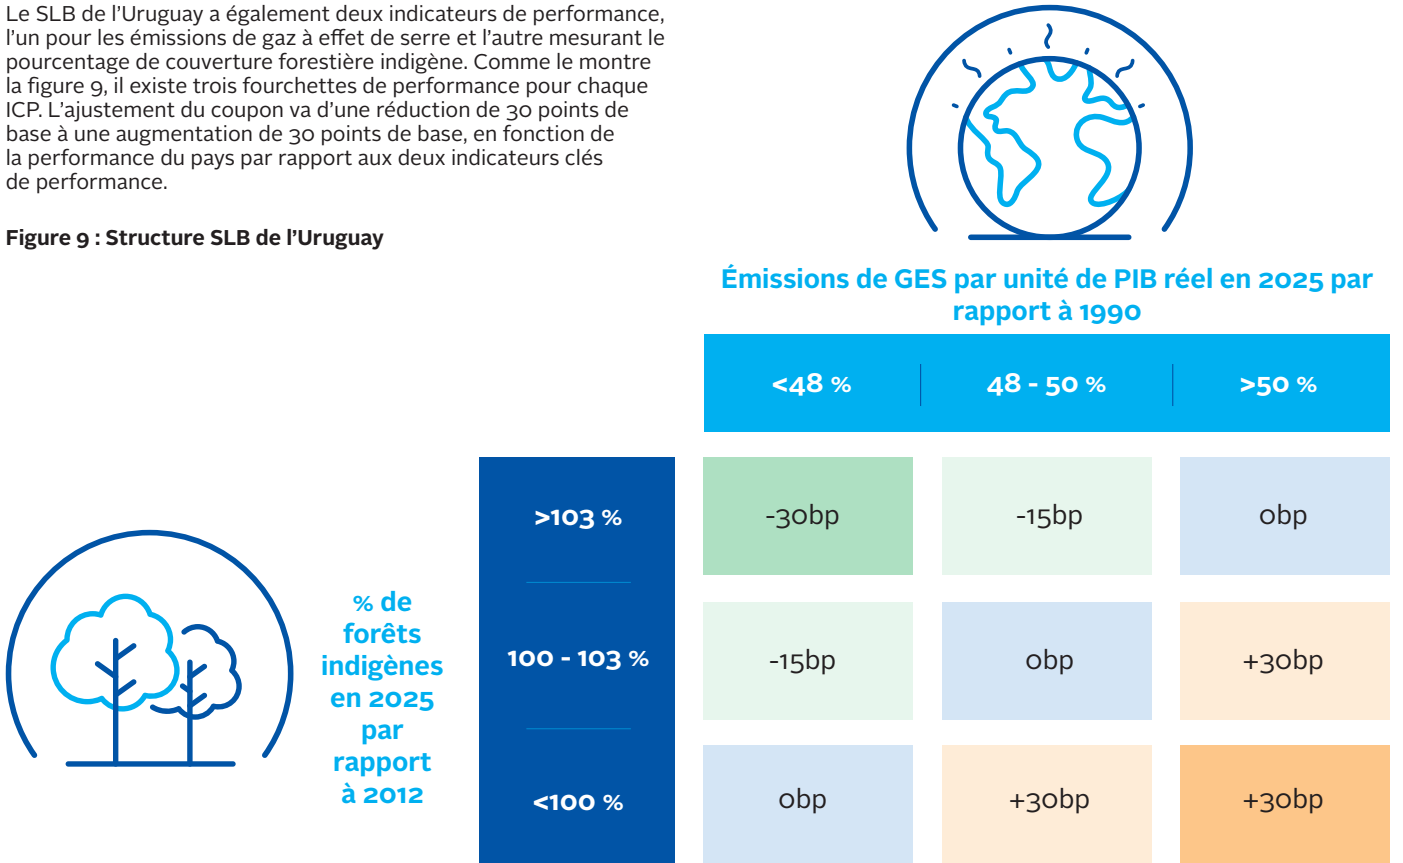 Le SLB de l’Uruguay a également deux indicateurs de performance,
l’un pour les émissions de gaz à effet de serre et l’autre mesurant le
pourcentage de couverture forestière indigène. Comme le montre
la figure 9, il existe trois fourchettes de performance pour chaque
ICP. L’ajustement du coupon va d’une réduction de 30 points de
base à une augmentation de 30 points de base, en fonction de
la performance du pays par rapport aux deux indicateurs clés
de performance.
Figure 9 : Structure SLB de l’Uruguay
Émissions de GES par unité de PIB réel en 2025 par
rapport à 1990
<48 %
48 - 50 %
>50 %
% de
forêts
indigènes
en 2025
par
rapport
à 2012
>103 %
-30bp
-15bp
0bp
100 - 103 %
-15bp
0bp
+30bp
<100 %
0bp
+30bp
+30bp